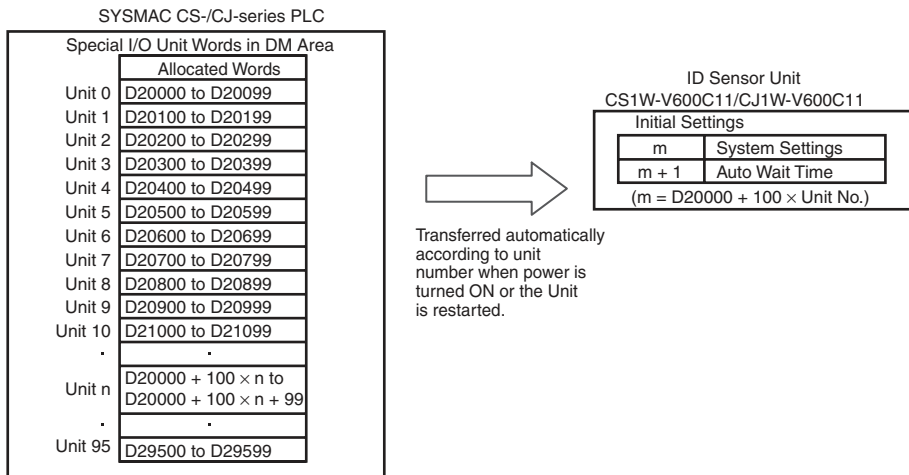 SYSMAC CS-/CJ-series PLC
Special I/O Unit Words in DM Area
Allocated Words
Unit 0 D20000 to D20099
Unit 1 D20100 to D20199
Unit 2 D20200 to D20299
Unit 3 D20300 to D20399
Unit 4 D20400 to D20499
Unit 5 D20500 to D20599
Unit 6 D20600 to D20699
Unit 7 D20700 to D20799
Unit 8 D20800 to D20899
Unit 9 D20900 to D20999
Unit 10 D21000 to D21099
Unit n D20000 + 100 × n to
D20000 + 100 × n + 99
Unit 95 D29500 to D29599
Transferred automatically
according to unit
number when power is
turned ON or the Unit
is restarted.
ID Sensor Unit
CS1W-V600C11/CJ1W-V600C11
Initial Settings
m System Settings
m + 1 Auto Wait Time
(m = D20000 + 100 × Unit No.)